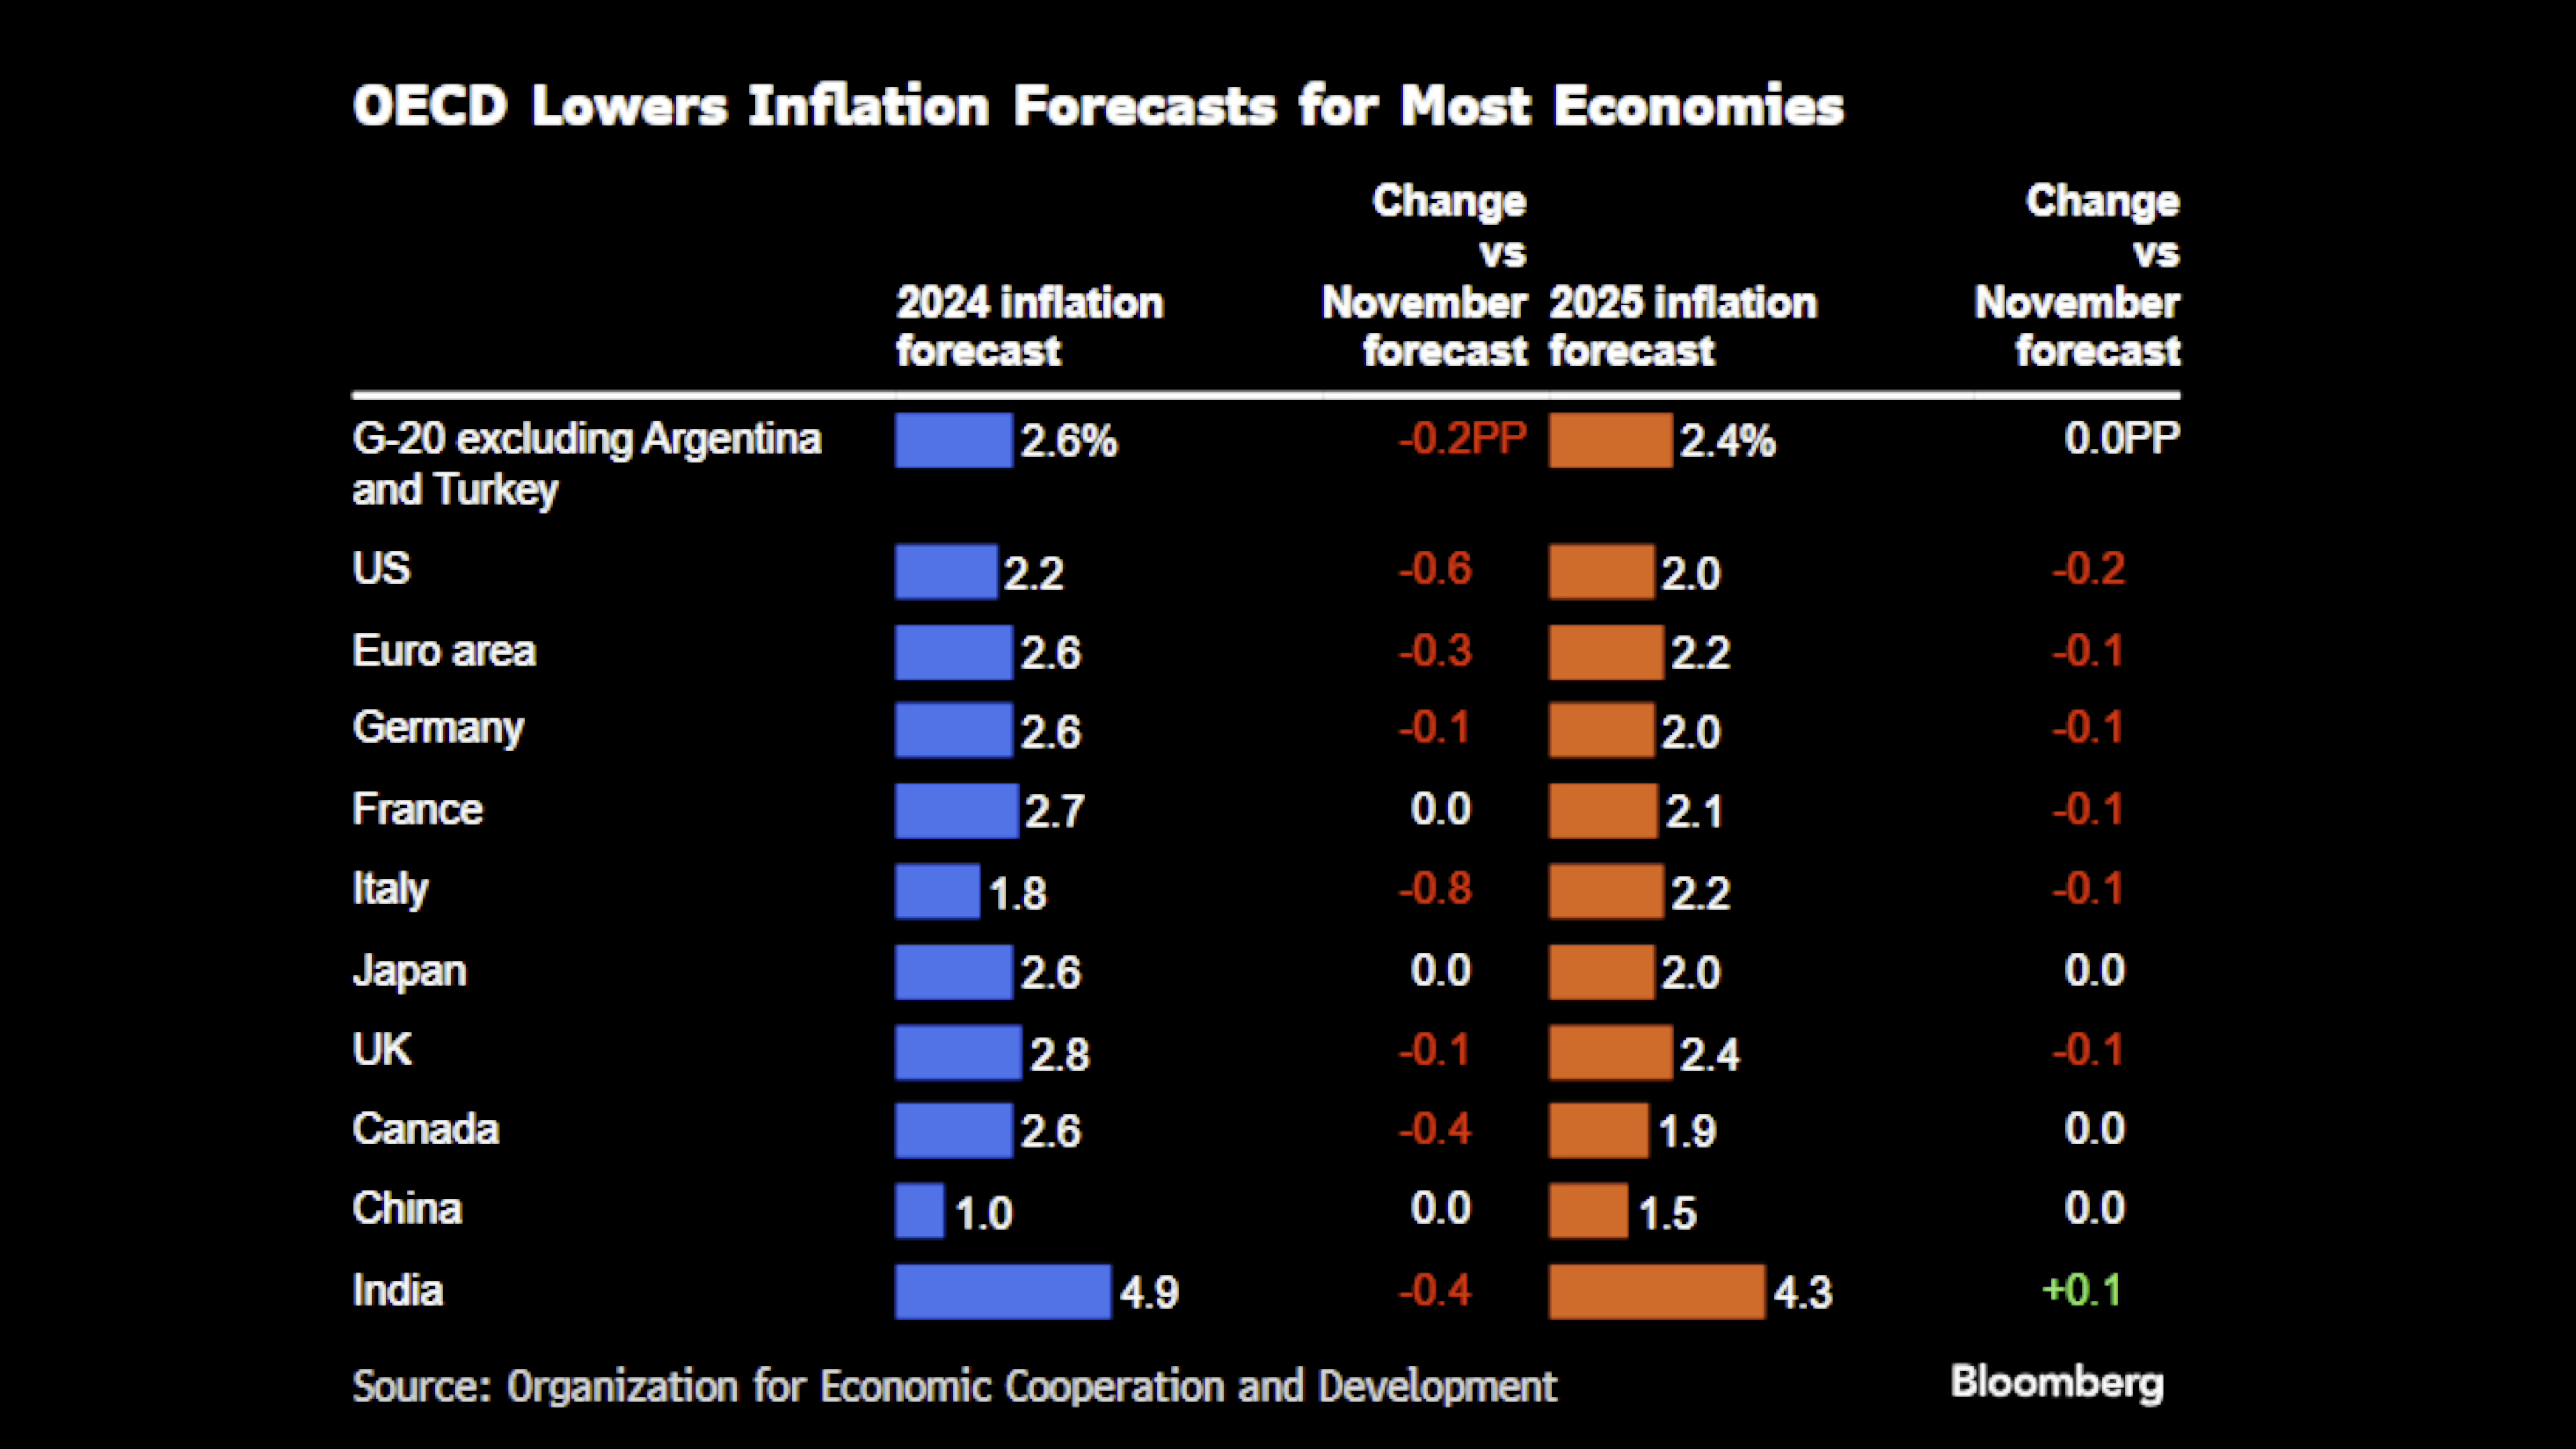 OECD Lowers Inflation Forecasts for Most Economies
Change
vs
November
forecast
Change
vs
November
forecast
2024 inflation
forecast
2025 inflation
forecast
G-20 excluding Argentina
and Turkey
2.6% -0.2PP 2.4% 0.0PP
US 2.2 -0.6 2.0 -0.2
Euro area 2.6 -0.3 2.2 -0.1
Germany 2.6 -0.1 2.0 -0.1
France 2.7 0.0 2.1 -0.1
Italy 1.8 -0.8 2.2 -0.1
Japan 2.6 0.0 2.0 0.0
UK 2.8 -0.1 2.4 -0.1
Canada 2.6 -0.4 1.9 0.0
China 1.0 0.0 1.5 0.0
India 4.9 -0.4 4.3 +0.1
Source: Organization for Economic Cooperation and Development
Bloomberg